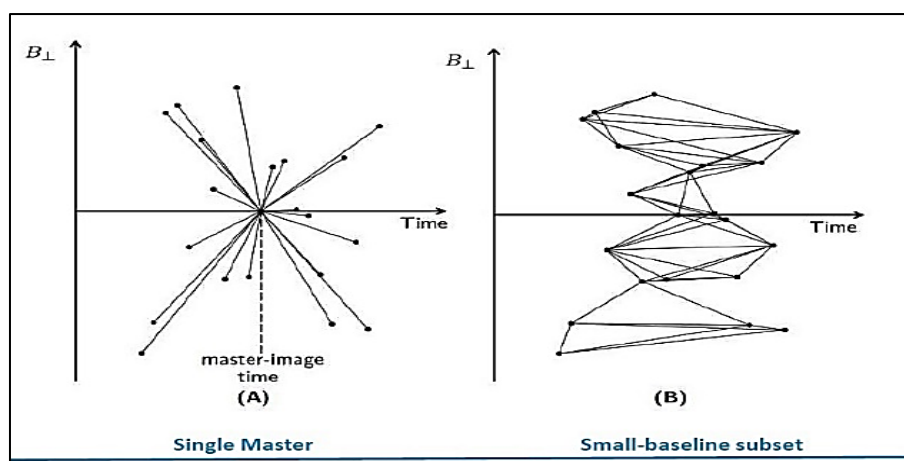 B⊥
Time
master-image
time
(A)
Single Master
B⊥
Time
(B)
Small-baseline subset